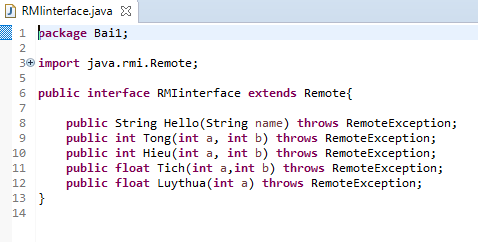 RMIinterface.java
1 package Bai1;
2
3 import java.rmi.Remote;
5
6 public interface RMIinterface extends Remote{
7
8 public String Hello(String name) throws RemoteException;
9 public int Tong(int a, int b) throws RemoteException;
10 public int Hieu(int a, int b) throws RemoteException;
11 public float Tich(int a,int b) throws RemoteException;
12 public float Luythua(int a) throws RemoteException;
13 }
14